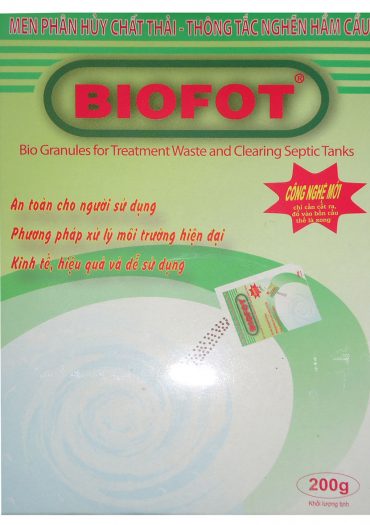 MEN PHÂN HỦY CHẤT THẢI - THÔNG TẮC NGHẼN HẦM CẦU
BIOFOT®
Bio Granules for Treatment Waste and Clearing Septic Tanks
CÔNG NGHỆ MỚI
chỉ cần cắt ra,
đổ vào bồn cầu
thế là xong
An toàn cho người sử dụng
Phương pháp xử lý môi trường hiện đại
Kinh tế, hiệu quả và dễ sử dụng
BIOFOT
200g
Khối lượng tịnh